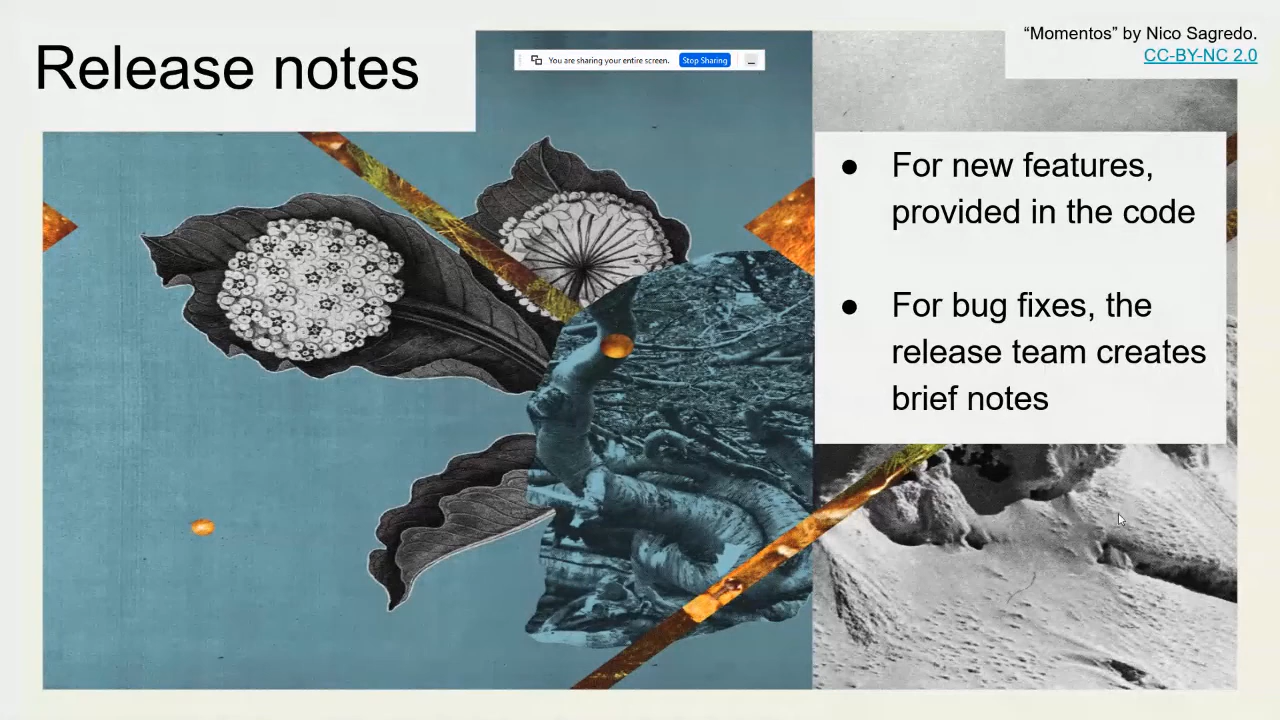 Release notes
You are sharing your entire screen. Stop Sharing
“Momentos” by Nico Sagredo.
CC-BY-NC 2.0
● For new features,
provided in the code
● For bug fixes, the
release team creates
brief notes